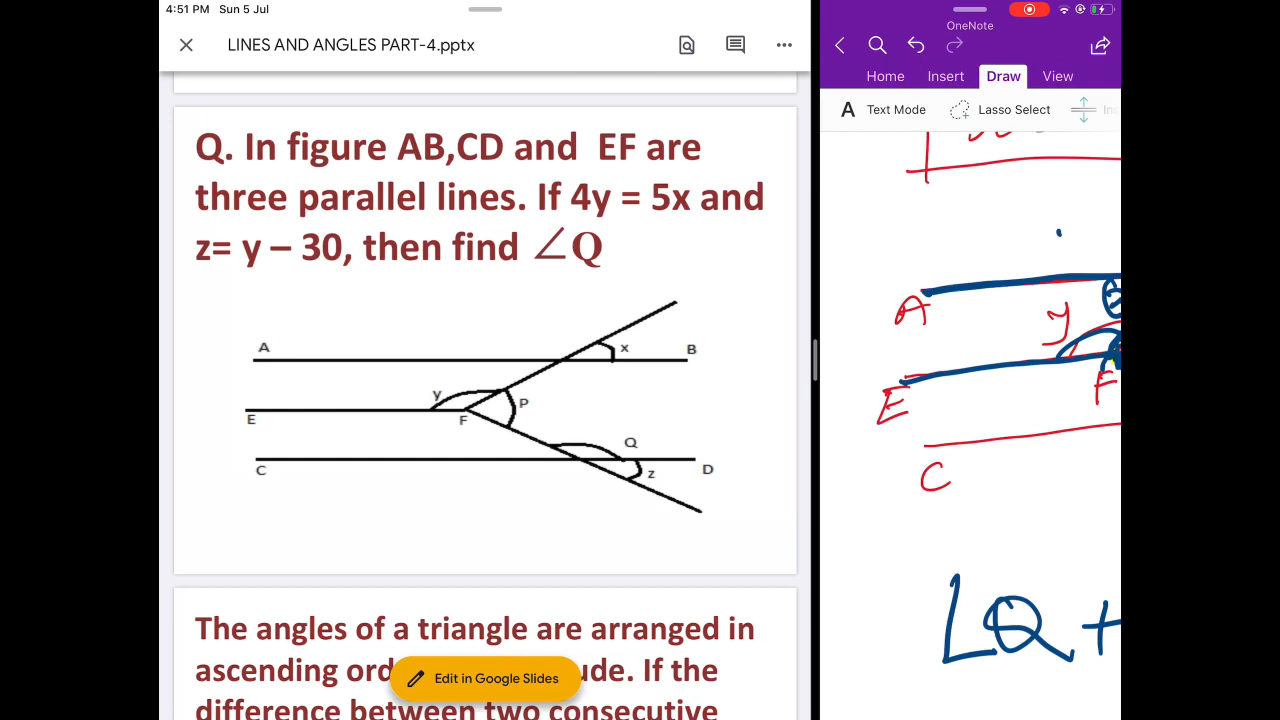 4:51 PM Sun 5 Jul
LINES AND ANGLES PART-4.pptx
Q. In figure AB,CD and EF are
three parallel lines. If 4y = 5x and
z= y – 30, then find ∠Q
A
x
B
y
P
E
F
Q
C
z
D
The angles of a triangle are arranged in
ascending ord
ude. If the
difference between two consecutive
Edit in Google Slides
OneNote
Home Insert Draw View
A Text Mode Lasso Select In
A
y
E
F
C
∠Q +